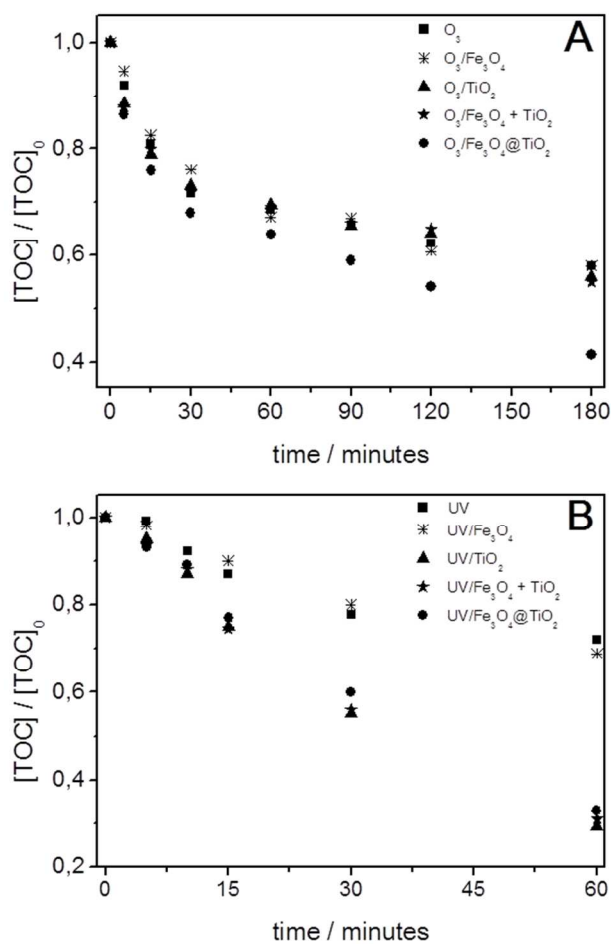 A
O₃
O₃/Fe₃O₄
O₃/TiO₂
O₃/Fe₃O₄ + TiO₂
O₃/Fe₃O₄@TiO₂
[TOC] / [TOC]₀
1,0
0,8
0,6
0,4
0 30 60 90 120 150 180
time / minutes
B
UV
UV/Fe₃O₄
UV/TiO₂
UV/Fe₃O₄ + TiO₂
UV/Fe₃O₄@TiO₂
[TOC] / [TOC]₀
1,0
0,8
0,6
0,4
0,2
0 15 30 45 60
time / minutes